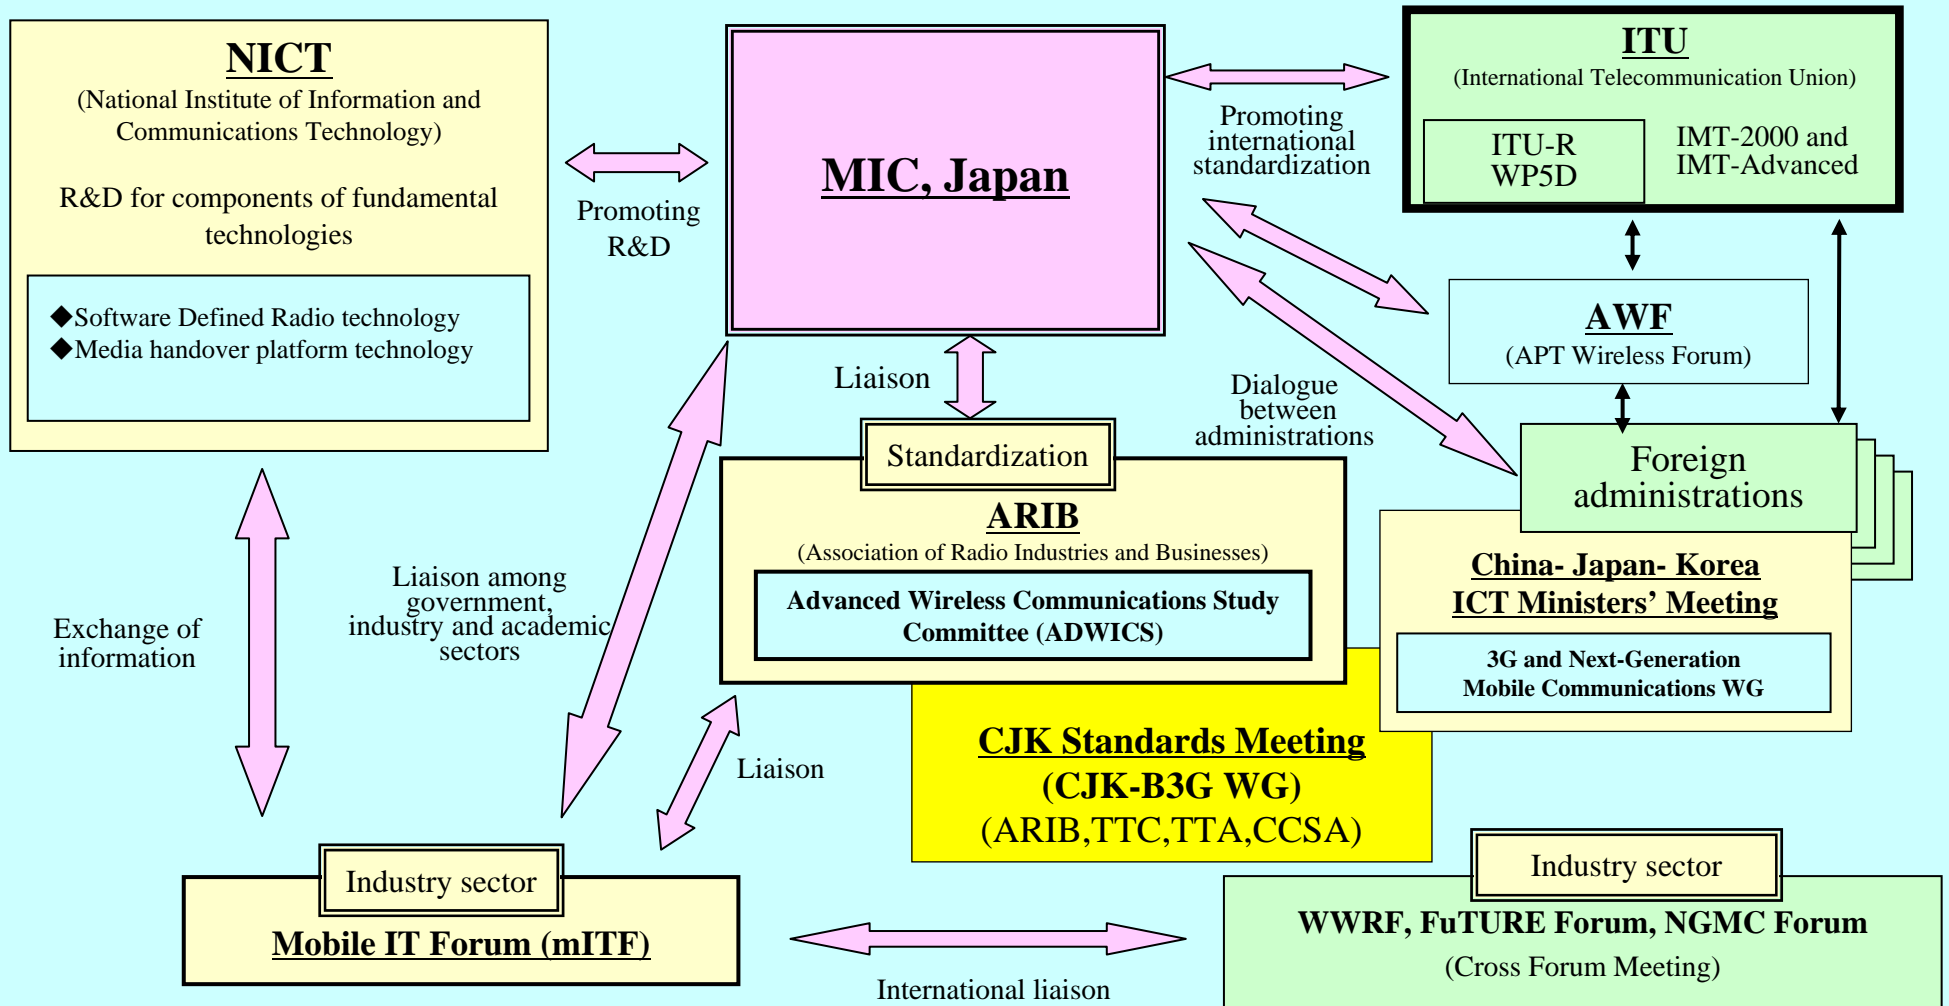 NICT
(National Institute of Information and
Communications Technology)
R&D for components of fundamental
technologies
◆Software Defined Radio technology
◆Media handover platform technology
Promoting
R&D
MIC, Japan
Promoting
international
standardization
ITU
(International Telecommunication Union)
ITU-R
WP5D
IMT-2000 and
IMT-Advanced
AWF
(APT Wireless Forum)
Dialogue
between
administrations
Foreign
administrations
China- Japan- Korea
ICT Ministers’ Meeting
3G and Next-Generation
Mobile Communications WG
Liaison
Standardization
ARIB
(Association of Radio Industries and Businesses)
Advanced Wireless Communications Study
Committee (ADWICS)
CJK Standards Meeting
(CJK-B3G WG)
(ARIB,TTC,TTA,CCSA)
Exchange of
information
Liaison among
government,
industry and academic
sectors
Liaison
Industry sector
Mobile IT Forum (mITF)
International liaison
Industry sector
WWRF, FuTURE Forum, NGMC Forum
(Cross Forum Meeting)